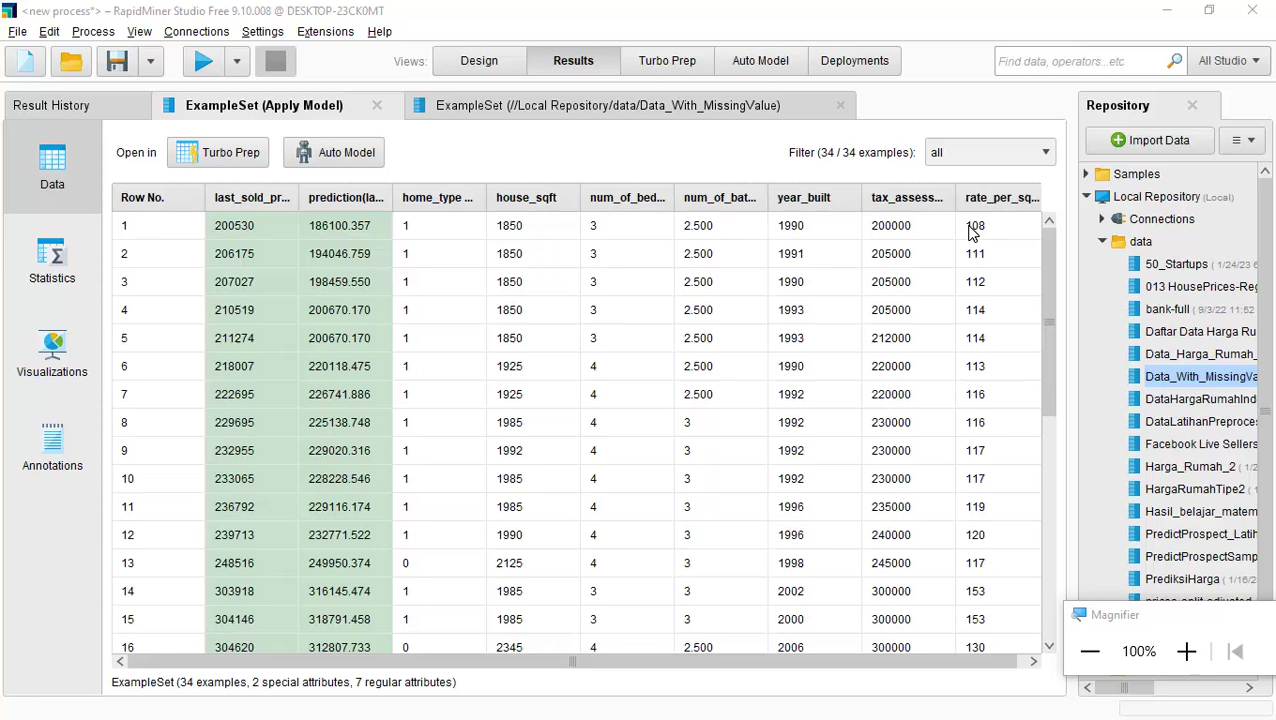 <new process*> – RapidMiner Studio Free 9.10.008 @ DESKTOP-23CK0MT
File Edit Process View Connections Settings Extensions Help
Views: Design Results Turbo Prep Auto Model Deployments Find data, operators...etc All Studio
Result History ExampleSet (Apply Model) ExampleSet (//Local Repository/data/Data_With_MissingValue)
Data
Statistics
Visualizations
Annotations
Open in Turbo Prep Auto Model Filter (34 / 34 examples): all
Row No. last_sold_pr... prediction(la... home_type ... house_sqft num_of_bed... num_of_bat... year_built tax_assess... rate_per_sq...
1 200530 186100.357 1 1850 3 2.500 1990 200000 108
2 206175 194046.759 1 1850 3 2.500 1991 205000 111
3 207027 198459.550 1 1850 3 2.500 1990 205000 112
4 210519 200670.170 1 1850 3 2.500 1993 205000 114
5 211274 200670.170 1 1850 3 2.500 1993 212000 114
6 218007 220118.475 1 1925 4 2.500 1990 220000 113
7 222695 226741.886 1 1925 4 2.500 1992 220000 116
8 229695 225138.748 1 1985 4 3 1992 230000 116
9 232955 229020.316 1 1992 4 3 1992 230000 117
10 233065 228228.546 1 1985 4 3 1992 230000 117
11 236792 229116.174 1 1985 4 3 1996 235000 119
12 239713 232771.522 1 1990 4 3 1996 240000 120
13 248516 249950.374 0 2125 4 3 1998 245000 117
14 303918 316145.474 1 1985 3 3 2002 300000 153
15 304146 318791.458 1 1985 3 3 2000 300000 153
16 304620 312807.733 0 2345 4 2.500 2006 300000 130
ExampleSet (34 examples, 2 special attributes, 7 regular attributes)
Repository
Import Data
Samples
Local Repository (Local)
Connections
data
50_Startups ( 1/24/23 6
013 HousePrices-Reg
bank-full ( 9/3/22 11:52
Daftar Data Harga Ru
Data_Harga_Rumah_
Data_With_MissingVa
DataHargaRumahInd
DataLatihanPreproce
Facebook Live Sellers
Harga_Rumah_2 (
HargaRumahTipe2 (
Hasil_belajar_matem
PredictProspect_Latih
PredictProspectSamp
PrediksiHarga ( 1/16/2
Magnifier
100%